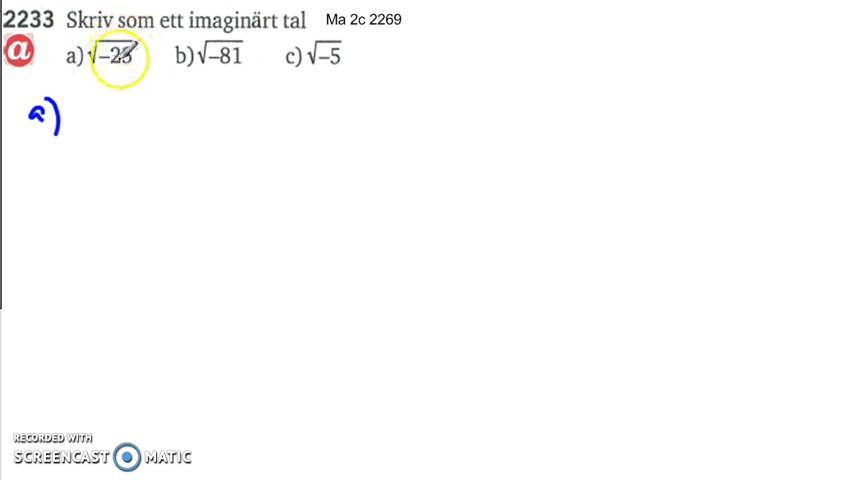 2233 Skriv som ett imaginärt tal Ma 2c 2269
a a) √−25 b) √−81 c) √−5
a)
RECORDED WITH
SCREENCAST MATIC